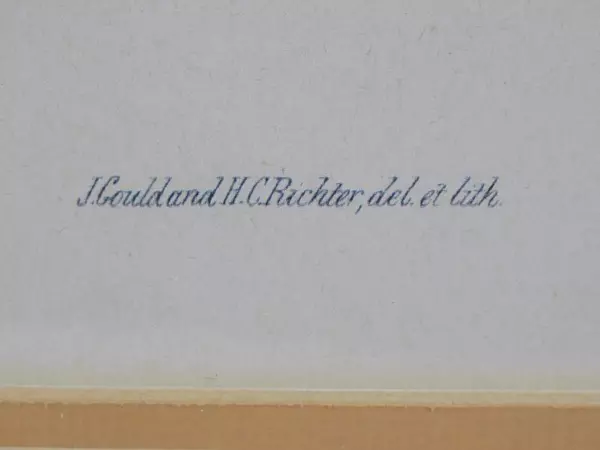 J. Gould and H. C. Richter, del. et lith.